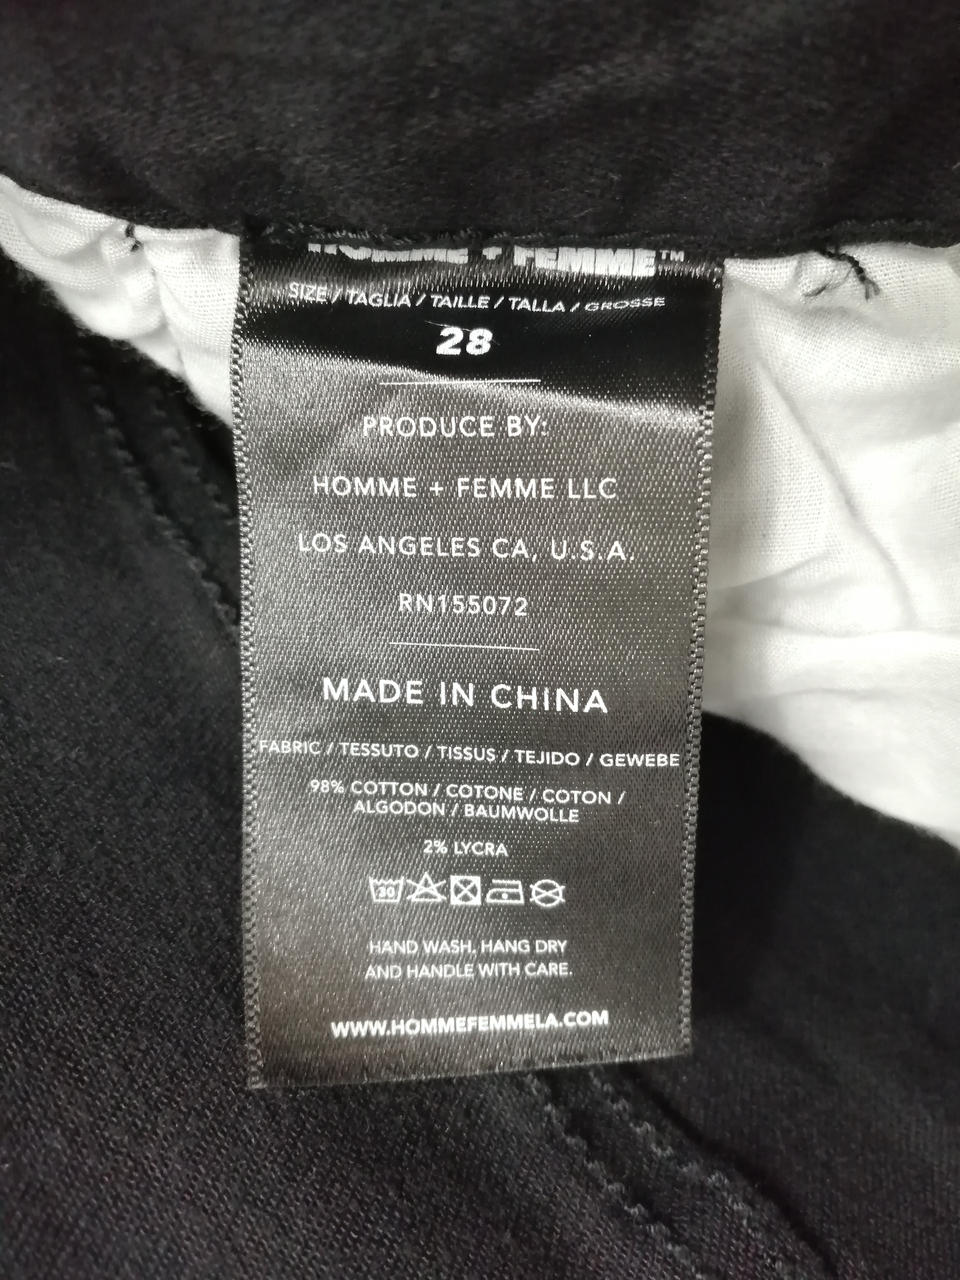 HOMME + FEMME™
SIZE / TAGLIA / TAILLE / TALLA / GROSSE
28
PRODUCE BY:
HOMME + FEMME LLC
LOS ANGELES CA, U.S.A.
RN155072
MADE IN CHINA
FABRIC / TESSUTO / TISSUS / TEJIDO / GEWEBE
98% COTTON / COTONE / COTON /
ALGODON / BAUMWOLLE
2% LYCRA
30
HAND WASH, HANG DRY
AND HANDLE WITH CARE.
WWW.HOMMEFEMMELA.COM